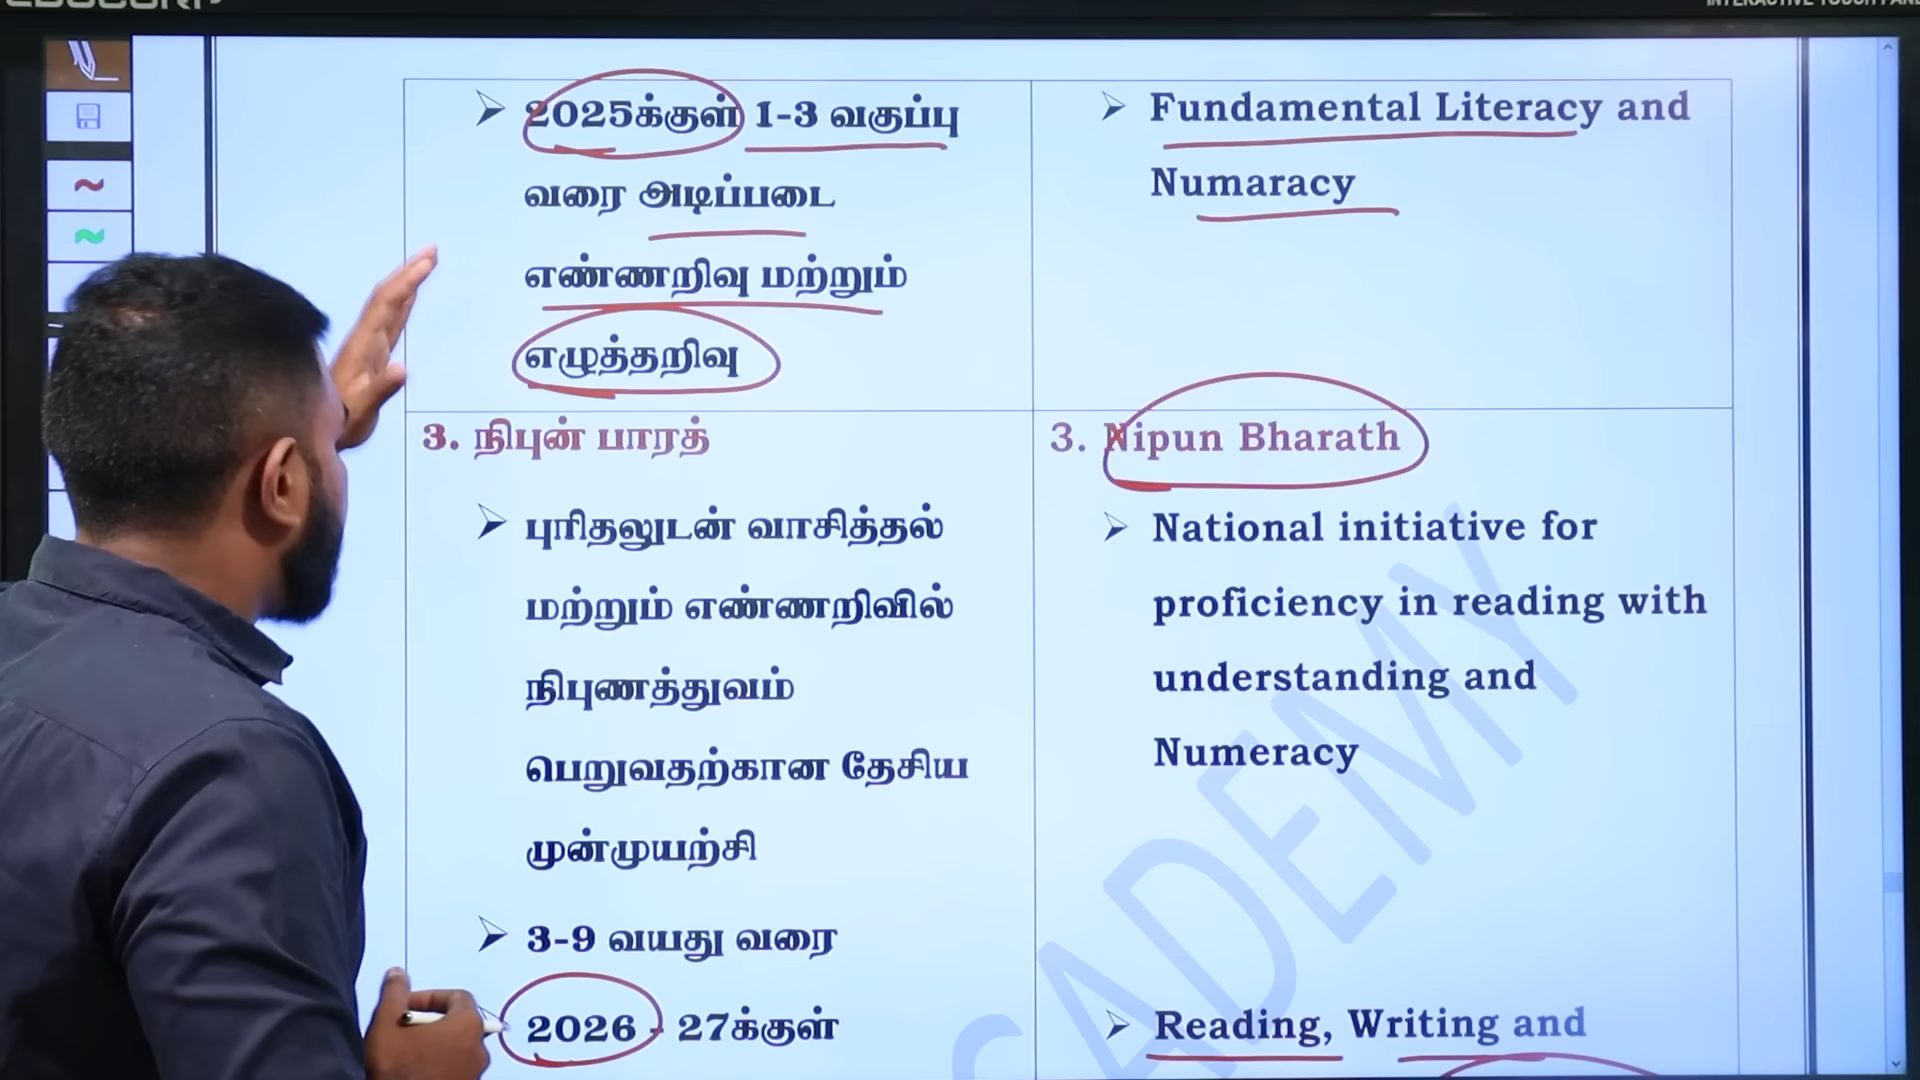 2025க்குள் 1-3 வகுப்பு
வரை அடிப்படை
எண்ணறிவு மற்றும்
எழுத்தறிவு
Fundamental Literacy and
Numaracy
3. நிபுன் பாரத்
புரிதலுடன் வாசித்தல்
மற்றும் எண்ணறிவில்
நிபுணத்துவம்
பெறுவதற்கான தேசிய
முன்முயற்சி
3-9 வயது வரை
2026 - 27க்குள்
3. Nipun Bharath
National initiative for
proficiency in reading with
understanding and
Numeracy
Reading, Writing and
CADEMY